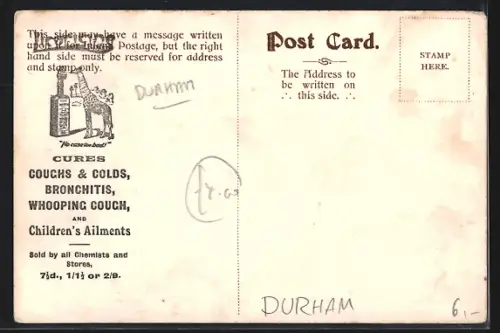 This side may have a message written
upon it for Inland Postage, but the right
hand side must be reserved for address
and stamp only.
"No case too bad!"
CURES
COUGHS & COLDS,
BRONCHITIS,
WHOOPING COUGH,
AND
Children's Ailments
Sold by all Chemists and
Stores,
7½d., 1/1½ or 2/9.
DURHAM
Post Card.
The Address to
be written on
.·. this side. .·.
STAMP
HERE.
DURHAM
6,-